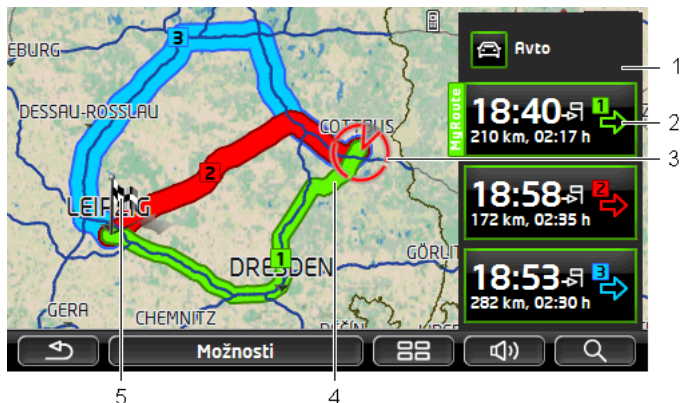 EBURG
3
Avto
1
DESSAU-ROSSLAU
COTTBUS
MyRoute
18:40
1
210 km, 02:17 h
2
3
2
18:58
2
172 km, 02:35 h
LEIPZIG
DRESDEN
1
GÖRLIT
18:53
3
282 km, 02:30 h
GERA
CHEMNITZ
DĚČÍN
Možnosti
5
4